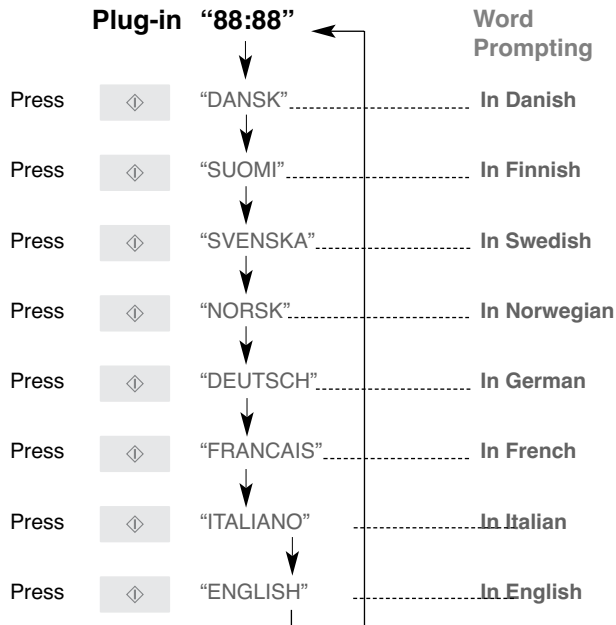 Plug-in “88:88” Word
Prompting
Press “DANSK” In Danish
Press “SUOMI” In Finnish
Press “SVENSKA” In Swedish
Press “NORSK” In Norwegian
Press “DEUTSCH” In German
Press “FRANCAIS” In French
Press “ITALIANO” In Italian
Press “ENGLISH” In English